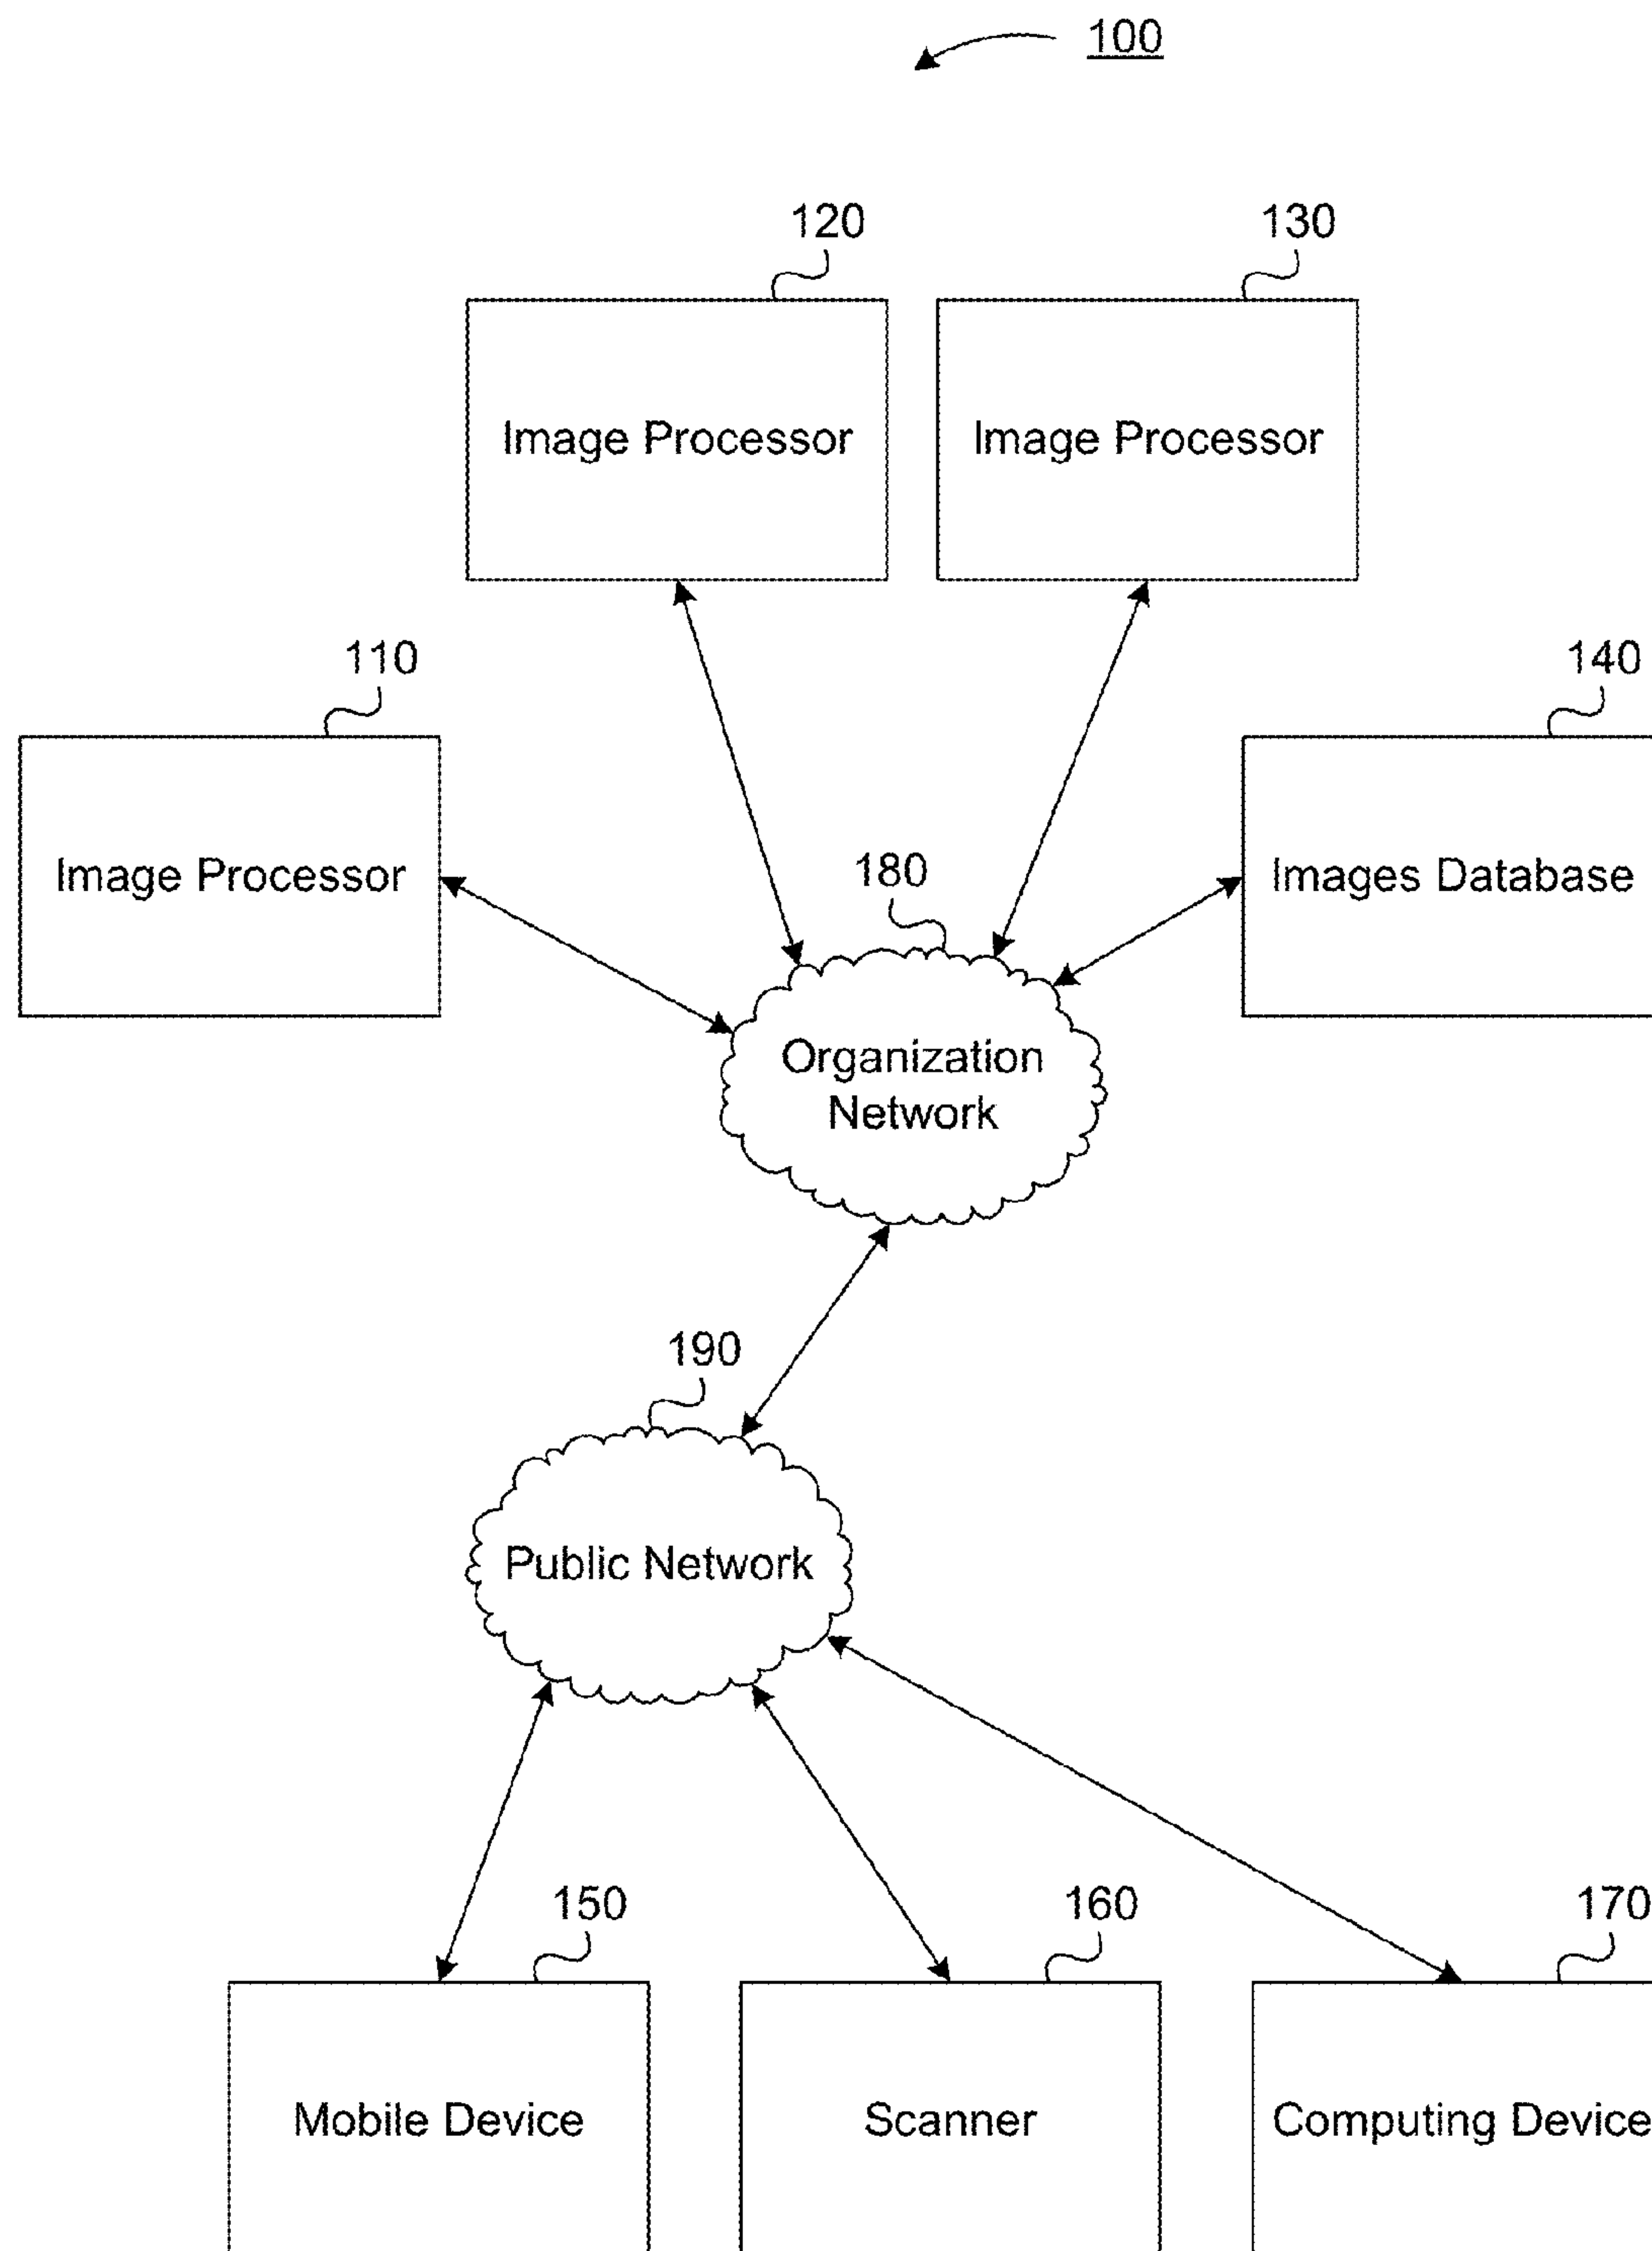 100
120
130
Image Processor
Image Processor
110
140
Image Processor
180
Images Database
Organization
Network
190
Public Network
150
160
170
Mobile Device
Scanner
Computing Device